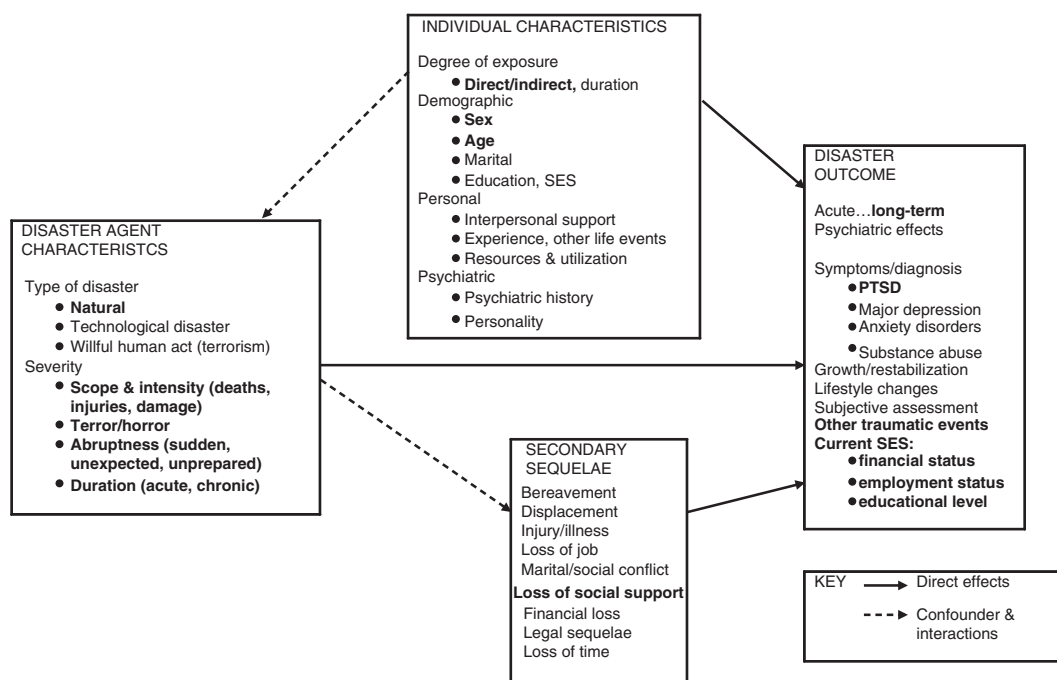 INDIVIDUAL CHARACTERISTICS
Degree of exposure
● Direct/indirect, duration
Demographic
● Sex
● Age
● Marital
● Education, SES
Personal
● Interpersonal support
● Experience, other life events
● Resources & utilization
Psychiatric
● Psychiatric history
● Personality
DISASTER AGENT
CHARACTERISTCS
Type of disaster
● Natural
● Technological disaster
● Willful human act (terrorism)
Severity
● Scope & intensity (deaths,
injuries, damage)
● Terror/horror
● Abruptness (sudden,
unexpected, unprepared)
● Duration (acute, chronic)
SECONDARY
SEQUELAE
Bereavement
Displacement
Injury/illness
Loss of job
Marital/social conflict
Loss of social support
Financial loss
Legal sequelae
Loss of time
DISASTER
OUTCOME
Acute...long-term
Psychiatric effects
Symptoms/diagnosis
●PTSD
●Major depression
●Anxiety disorders
●Substance abuse
Growth/restabilization
Lifestyle changes
Subjective assessment
Other traumatic events
Current SES:
●financial status
●employment status
●educational level
KEY
Direct effects
Confounder &
interactions